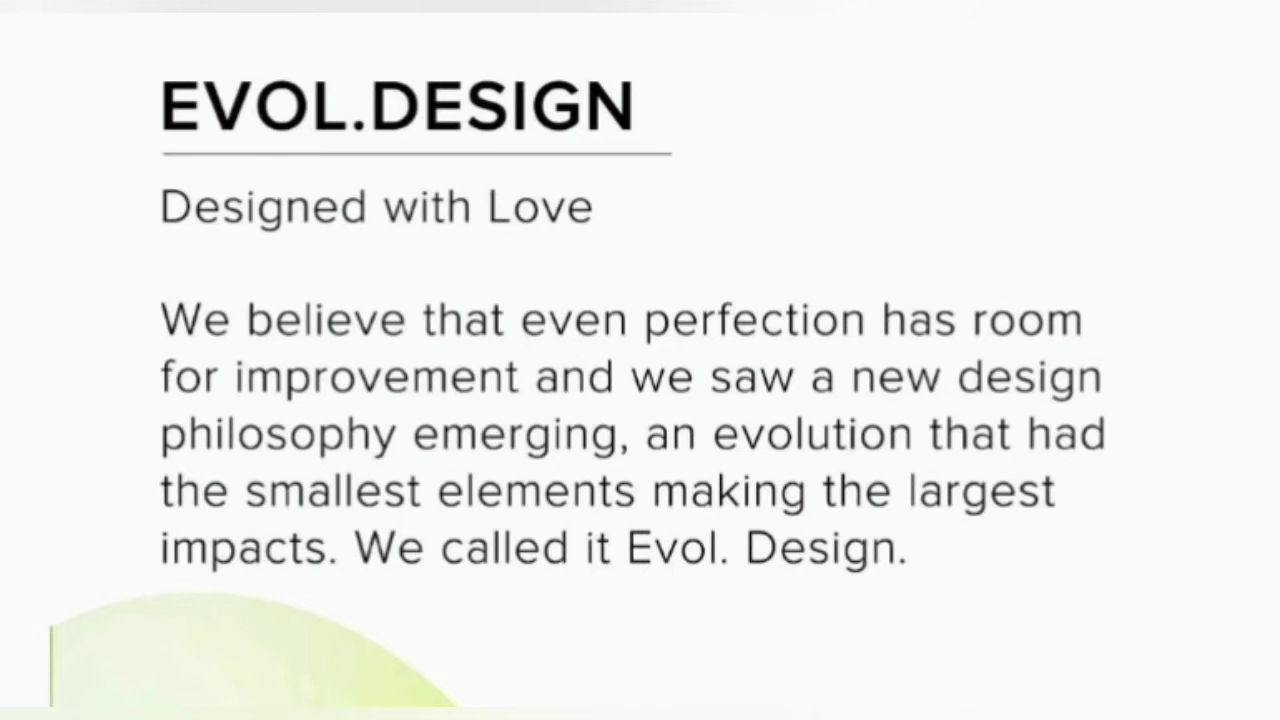 EVOL.DESIGN
Designed with Love
We believe that even perfection has room
for improvement and we saw a new design
philosophy emerging, an evolution that had
the smallest elements making the largest
impacts. We called it Evol. Design.